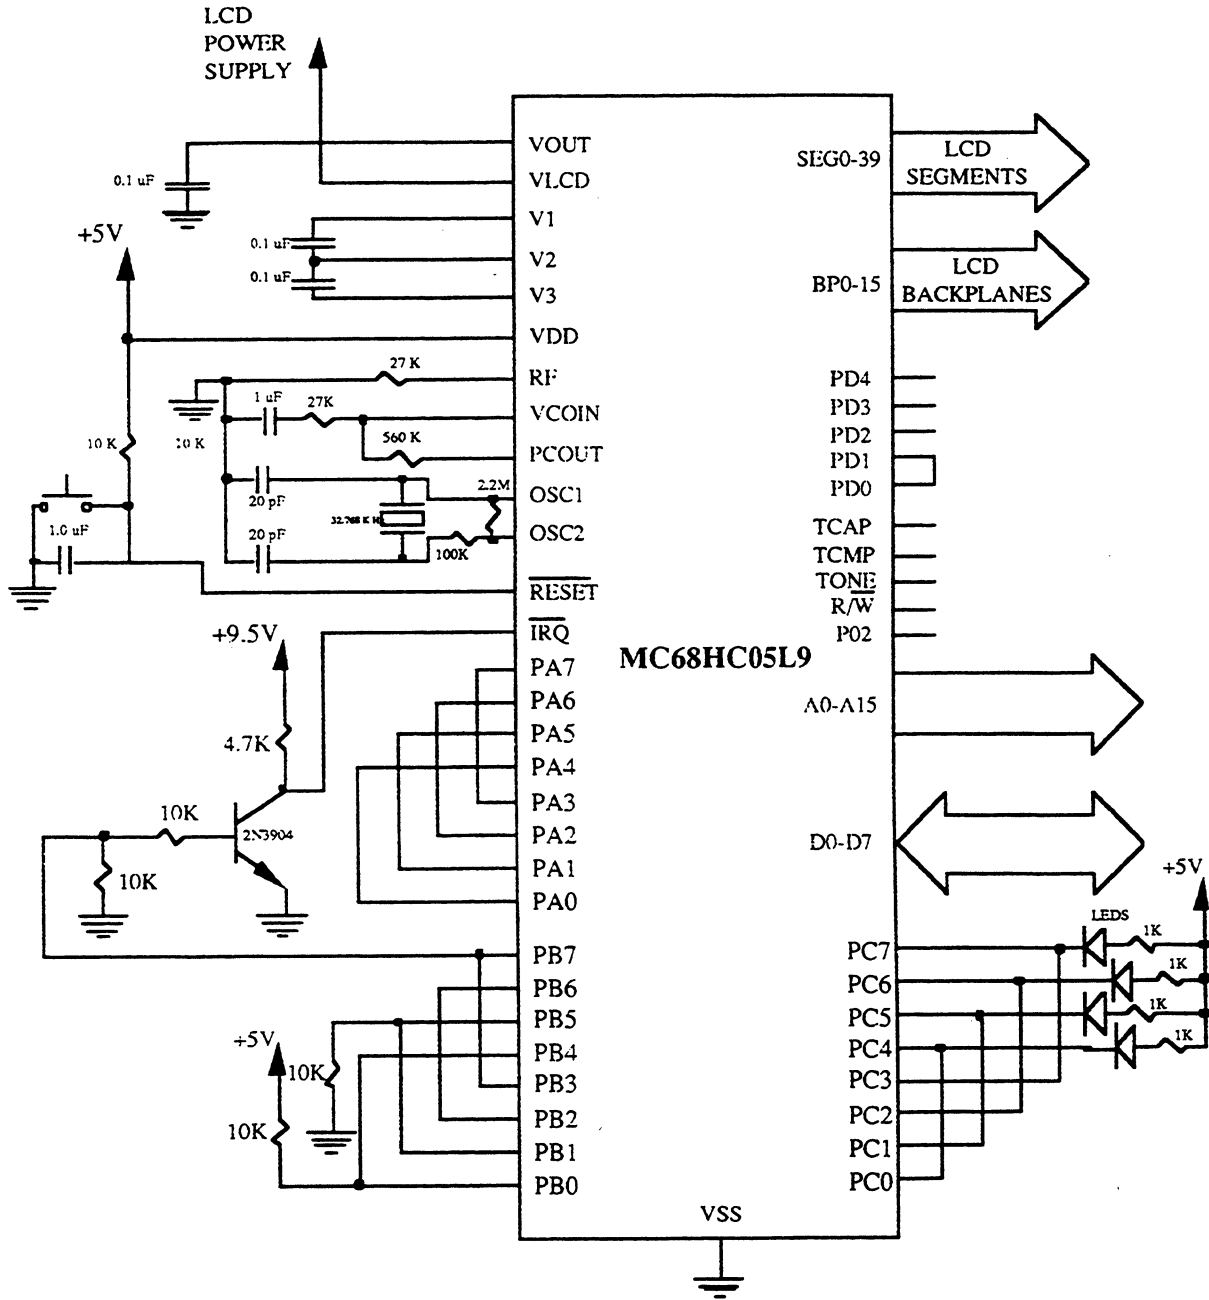 LCD
POWER
SUPPLY
VOUT
VLCD
V1
V2
V3
VDD
RF
VCOIN
PCOUT
OSC1
OSC2
RESET
IRQ
PA7
PA6
PA5
PA4
PA3
PA2
PA1
PA0
PB7
PB6
PB5
PB4
PB3
PB2
PB1
PB0
0.1 uF
+5V
0.1 uF
0.1 uF
27 K
1 uF
27K
10 K
10 K
560 K
20 pF
2.2M
32.768 K Hz
20 pF
100K
1.0 uF
+9.5V
4.7K
10K
2N3904
10K
+5V
10K
10K
MC68HC05L9
VSS
SEG0-39
LCD
SEGMENTS
BP0-15
LCD
BACKPLANES
PD4
PD3
PD2
PD1
PD0
TCAP
TCMP
TONE
R/W
P02
A0-A15
D0-D7
+5V
LEDS
PC7
1K
PC6
1K
PC5
1K
PC4
1K
PC3
PC2
PC1
PC0